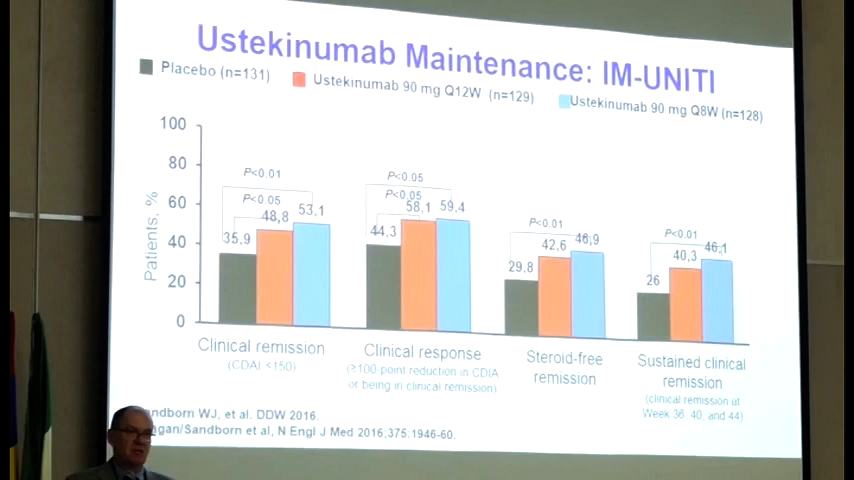 Ustekinumab Maintenance: IM-UNITI
Placebo (n=131) Ustekinumab 90 mg Q12W (n=129) Ustekinumab 90 mg Q8W (n=128)
Patients, %
100
80
60
40
20
0
P<0.01
P<0.05
35,9 48,8 53,1
P<0.05
P<0,05
44,3 58,1 59,4
P<0.01
29.8 42,6 46,9
P<0.01
26 40,3 46,1
Clinical remission
(CDAI <150)
Clinical response
(≥100 point reduction in CDIA
or being in clinical remission)
Steroid-free
remission
Sustained clinical
remission
(clinical remission at
Week 36, 40, and 44)
ndborn WJ, et al. DDW 2016.
gan/Sandborn et al, N Engl J Med 2016;375:1946-60.